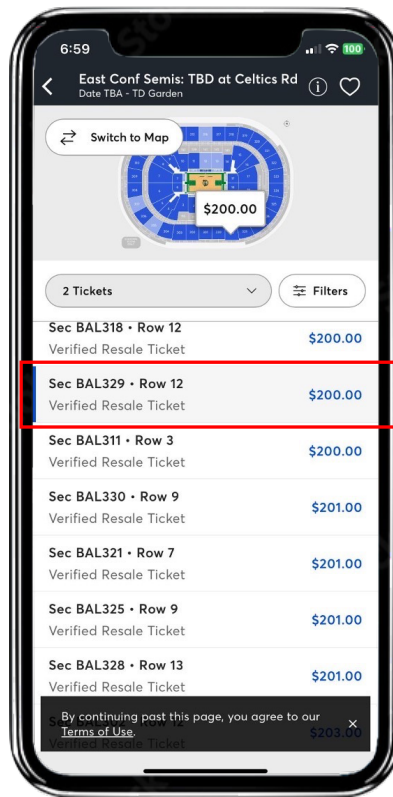 6:59
100
East Conf Semis: TBD at Celtics Rd
Date TBA - TD Garden
Switch to Map
$200.00
2 Tickets
Filters
Sec BAL318 • Row 12
$200.00
Verified Resale Ticket
Sec BAL329 • Row 12
$200.00
Verified Resale Ticket
Sec BAL311 • Row 3
$200.00
Verified Resale Ticket
Sec BAL330 • Row 9
$201.00
Verified Resale Ticket
Sec BAL321 • Row 7
$201.00
Verified Resale Ticket
Sec BAL325 • Row 9
$201.00
Verified Resale Ticket
Sec BAL328 • Row 13
$201.00
Verified Resale Ticket
By continuing past this page, you agree to our
Terms of Use.
$203.00